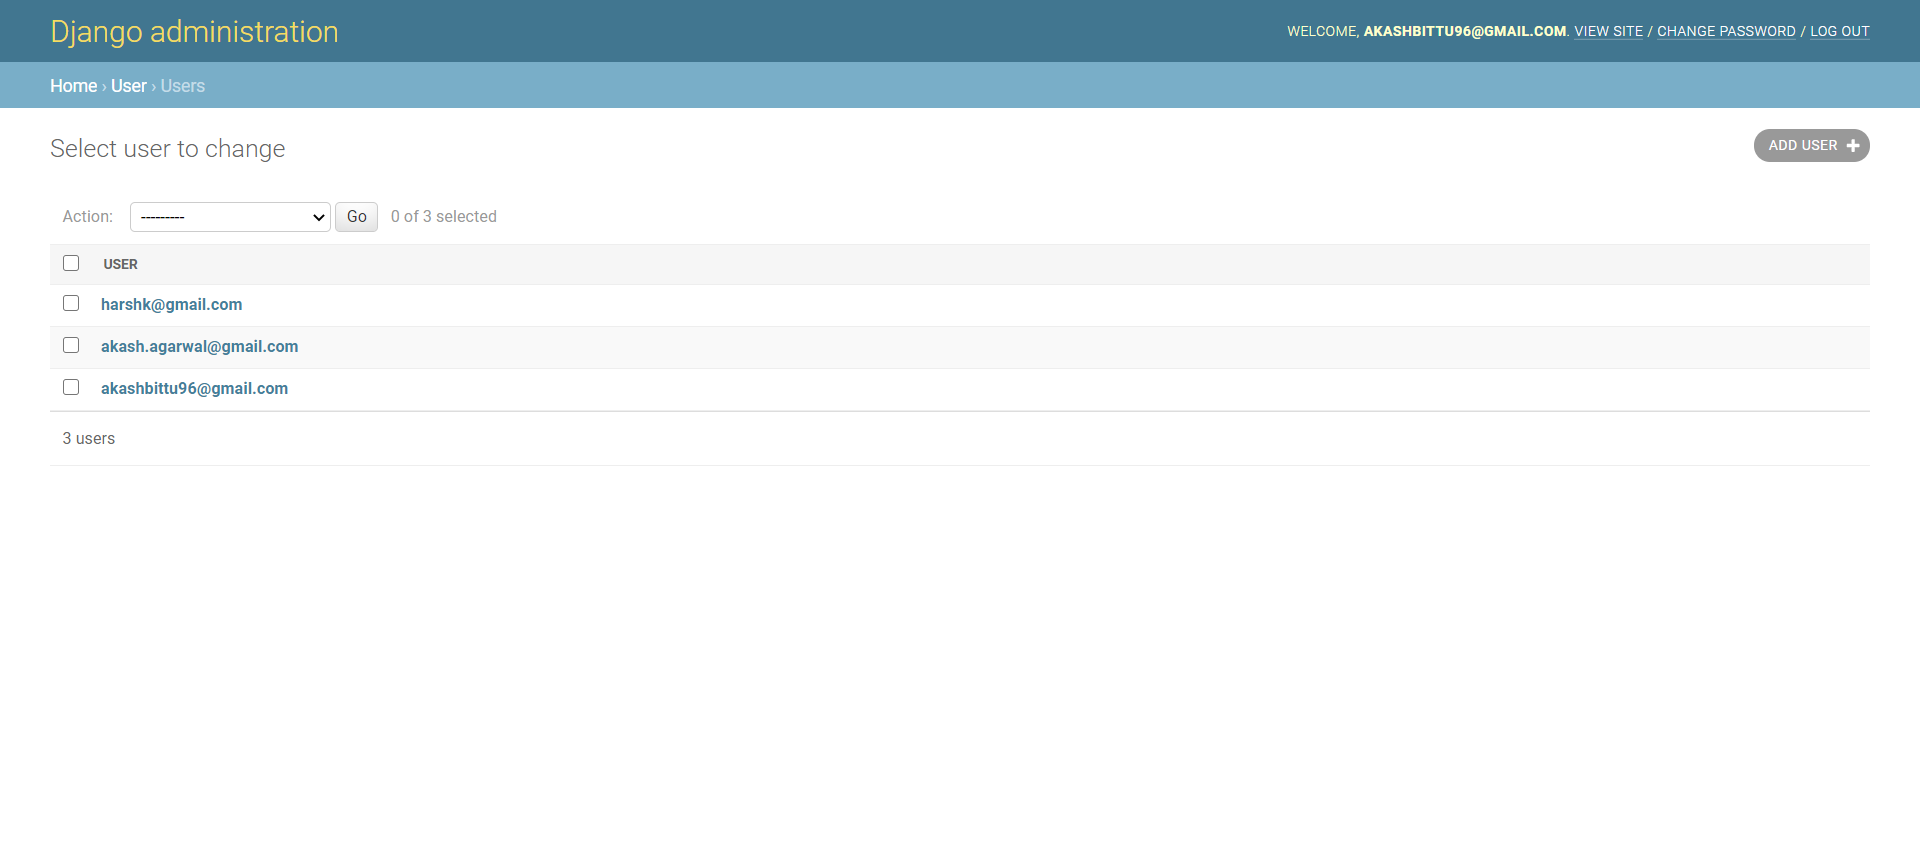 Django administration
WELCOME, AKASHBITTU96@GMAIL.COM. VIEW SITE / CHANGE PASSWORD / LOG OUT
Home › User › Users
Select user to change
ADD USER
Action: --------- Go 0 of 3 selected
USER
harshk@gmail.com
akash.agarwal@gmail.com
akashbittu96@gmail.com
3 users